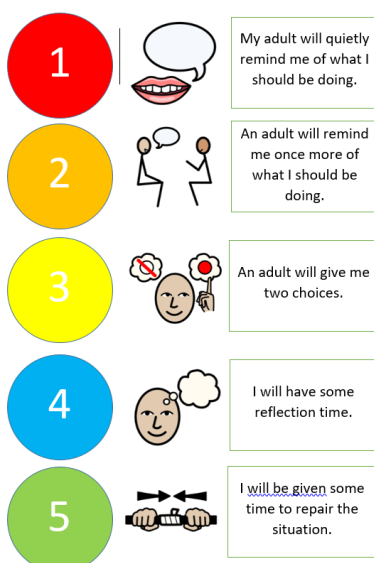 1
My adult will quietly
remind me of what I
should be doing.
2
An adult will remind
me once more of
what I should be
doing.
3
An adult will give me
two choices.
4
I will have some
reflection time.
5
I will be given some
time to repair the
situation.